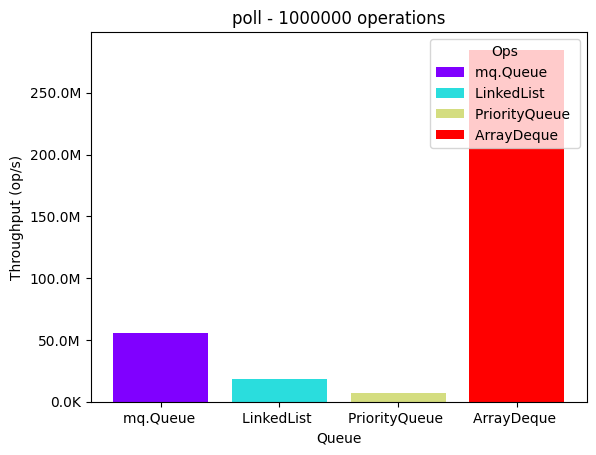 poll - 1000000 operations
Ops
mq.Queue
LinkedList
PriorityQueue
ArrayDeque
Throughput (op/s)
250.0M
200.0M
150.0M
100.0M
50.0M
0.0K
mq.Queue LinkedList PriorityQueue ArrayDeque
Queue